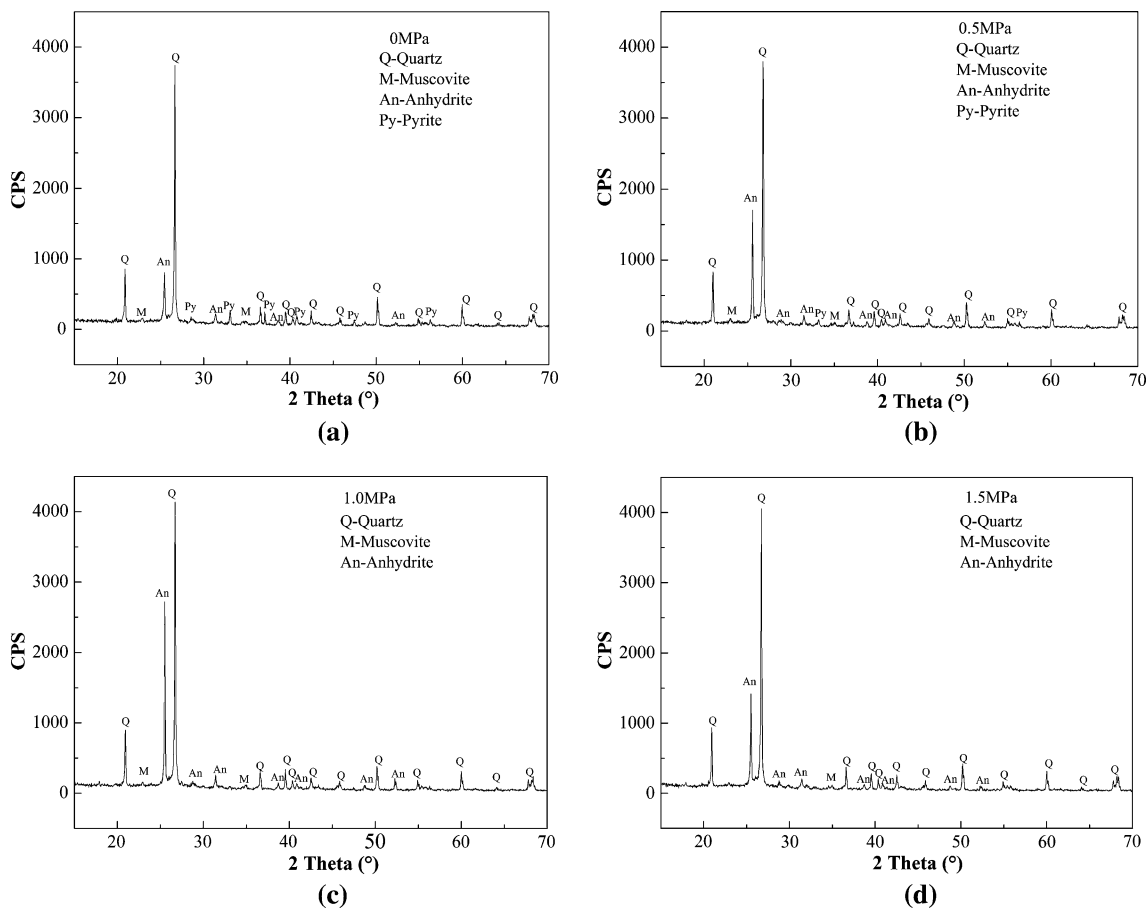 0MPa
Q-Quartz
M-Muscovite
An-Anhydrite
Py-Pyrite
4000
3000
2000
1000
0
CPS
Q
M
An
Q
Py
An
Py
M
Q
Py
An
Q
Q
Py
Q
Q
Py
Q
An
Q
Py
Q
Q
Q
20 30 40 50 60 70
2 Theta (°)
(a)
0.5MPa
Q-Quartz
M-Muscovite
An-Anhydrite
Py-Pyrite
4000
3000
2000
1000
0
CPS
Q
M
An
Q
An
An
Py
M
Q
An
Q
Q
An
Q
Q
An
Q
An
Q
Py
Q
Q
20 30 40 50 60 70
2 Theta (°)
(b)
1.0MPa
Q-Quartz
M-Muscovite
An-Anhydrite
4000
3000
2000
1000
0
CPS
Q
M
An
Q
An
An
M
Q
An
Q
Q
An
Q
Q
An
Q
An
Q
Q
Q
Q
20 30 40 50 60 70
2 Theta (°)
(c)
1.5MPa
Q-Quartz
M-Muscovite
An-Anhydrite
4000
3000
2000
1000
0
CPS
Q
An
Q
An
An
M
Q
An
Q
Q
An
Q
Q
An
Q
An
Q
Q
Q
Q
20 30 40 50 60 70
2 Theta (°)
(d)